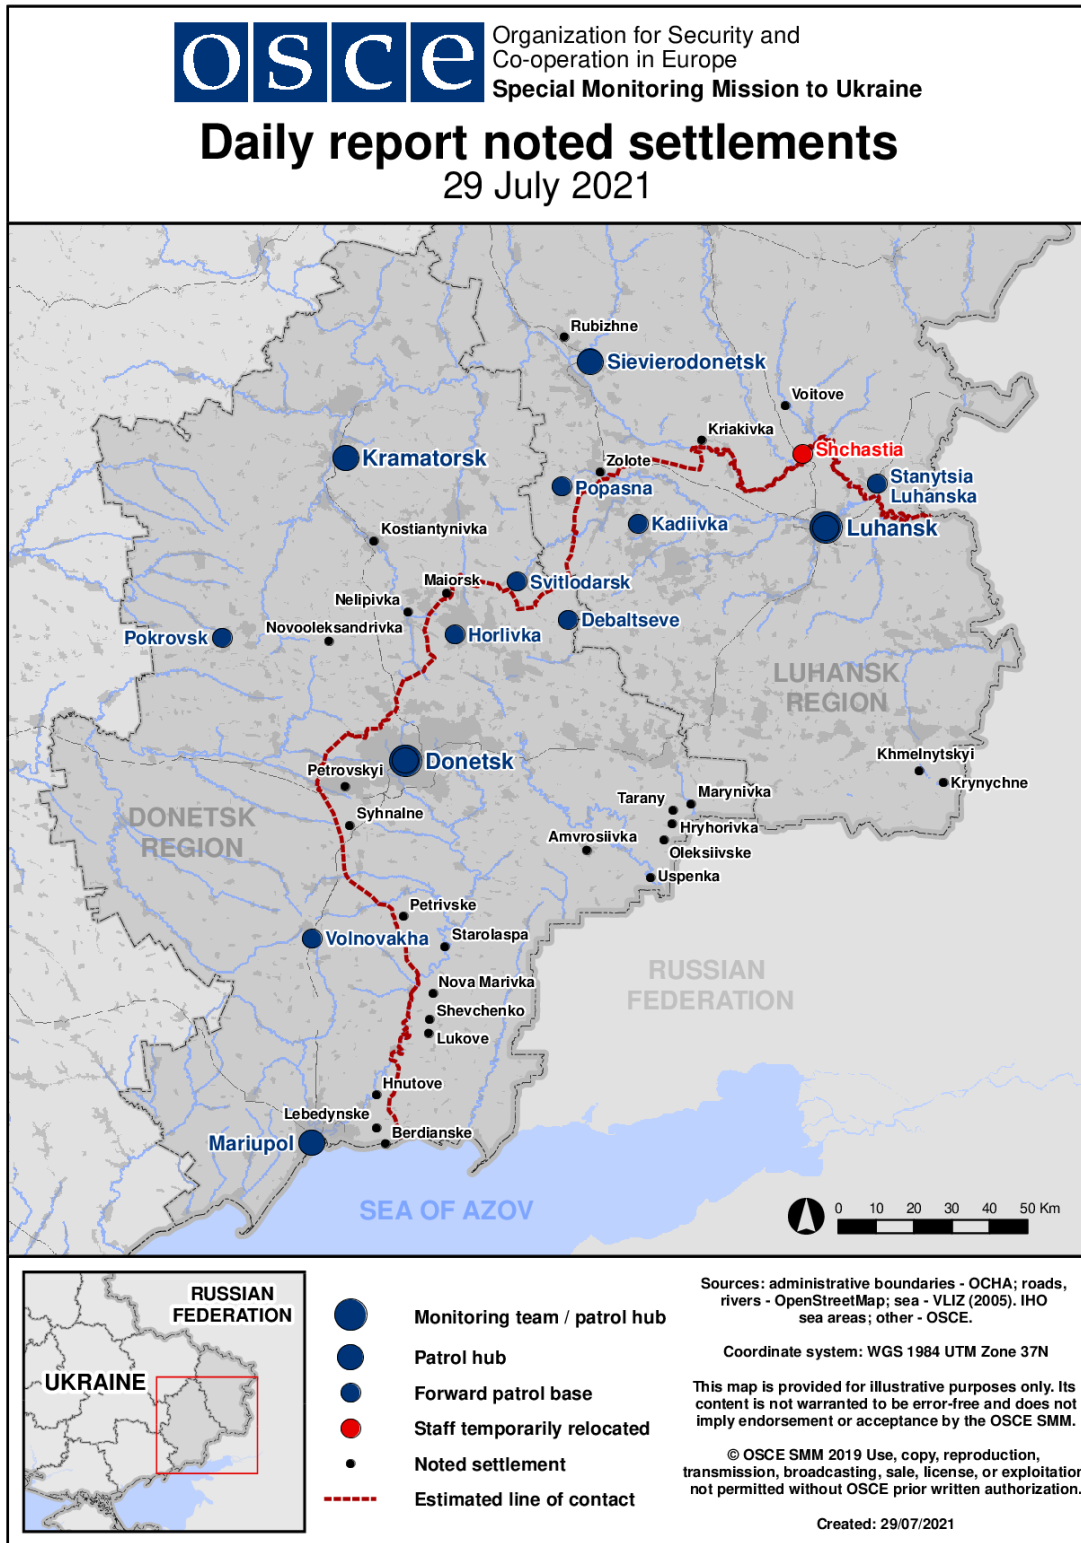 osce
Organization for Security and
Co-operation in Europe
Special Monitoring Mission to Ukraine
Daily report noted settlements
29 July 2021
Rubizhne
Sievierodonetsk
Voitove
Kriakivka
Shchastia
Kramatorsk
Zolote
Stanytsia
Luhanska
Popasna
Kadiivka
Luhansk
Kostiantynivka
Maiorsk
Svitlodarsk
Nelipivka
Debaltseve
Novooleksandrivka
Horlivka
Pokrovsk
LUHANSK
REGION
Donetsk
Khmelnytskyi
Petrovskyi
Krynychne
Marynivka
Tarany
DONETSK
REGION
Syhnalne
Hryhorivka
Amvrosiivka
Oleksiivske
Uspenka
Petrivske
Starolaspa
Volnovakha
RUSSIAN
FEDERATION
Nova Marivka
Shevchenko
Lukove
Hnutove
Lebedynske
Berdianske
Mariupol
SEA OF AZOV
0 10 20 30 40 50 Km
RUSSIAN
FEDERATION
UKRAINE
Monitoring team / patrol hub
Patrol hub
Forward patrol base
Staff temporarily relocated
Noted settlement
Estimated line of contact
Sources: administrative boundaries - OCHA; roads,
rivers - OpenStreetMap; sea - VLIZ (2005). IHO
sea areas; other - OSCE.
Coordinate system: WGS 1984 UTM Zone 37N
This map is provided for illustrative purposes only. Its
content is not warranted to be error-free and does not
imply endorsement or acceptance by the OSCE SMM.
© OSCE SMM 2019 Use, copy, reproduction,
transmission, broadcasting, sale, license, or exploitation
not permitted without OSCE prior written authorization.
Created: 29/07/2021